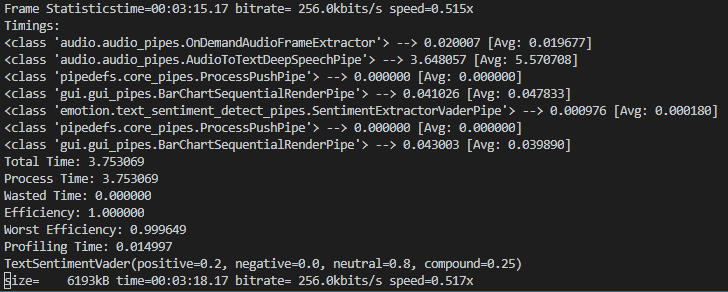 Frame Statisticstime=00:03:15.17 bitrate= 256.0kbits/s speed=0.515x
Timings:
<class 'audio.audio_pipes.OnDemandAudioFrameExtractor'> --> 0.020007 [Avg: 0.019677]
<class 'audio.audio_pipes.AudioToTextDeepSpeechPipe'> --> 3.648057 [Avg: 5.570708]
<class 'pipedefs.core_pipes.ProcessPushPipe'> --> 0.000000 [Avg: 0.000000]
<class 'gui.gui_pipes.BarChartSequentialRenderPipe'> --> 0.041026 [Avg: 0.047833]
<class 'emotion.text_sentiment_detect_pipes.SentimentExtractorVaderPipe'> --> 0.000976 [Avg: 0.000180]
<class 'pipedefs.core_pipes.ProcessPushPipe'> --> 0.000000 [Avg: 0.000000]
<class 'gui.gui_pipes.BarChartSequentialRenderPipe'> --> 0.043003 [Avg: 0.039890]
Total Time: 3.753069
Process Time: 3.753069
Wasted Time: 0.000000
Efficiency: 1.000000
Worst Efficiency: 0.999649
Profiling Time: 0.014997
TextSentimentVader(positive=0.2, negative=0.0, neutral=0.8, compound=0.25)
size=    6193kB time=00:03:18.17 bitrate= 256.0kbits/s speed=0.517x